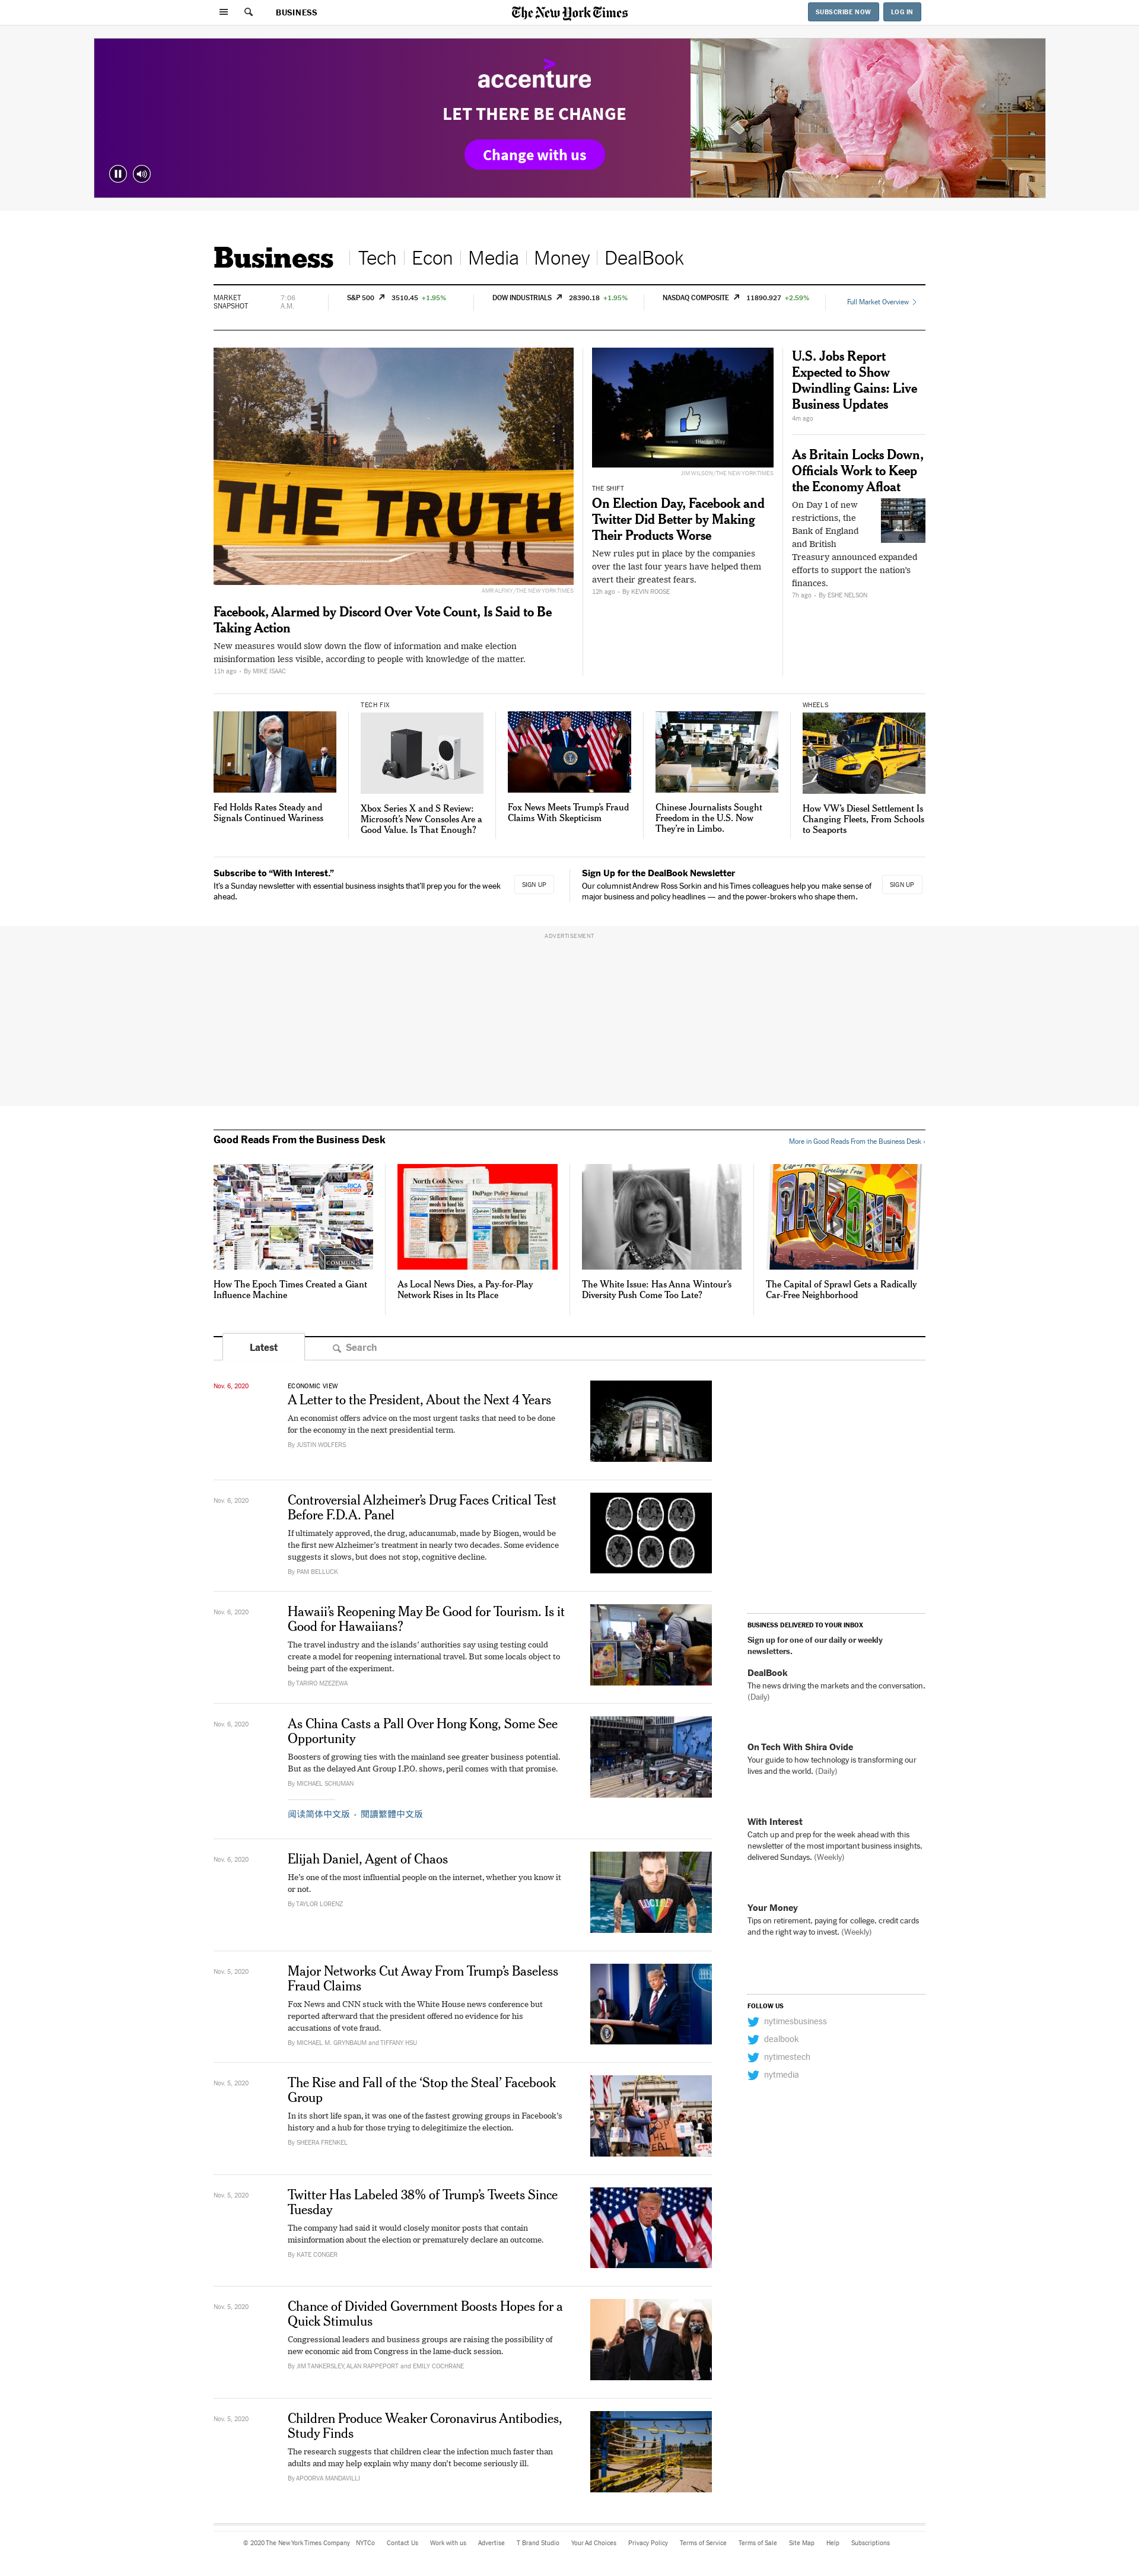 BUSINESS
The New York Times
SUBSCRIBE NOW
LOG IN
accenture
LET THERE BE CHANGE
Change with us
Business
Tech
Econ
Media
Money
DealBook
MARKET
SNAPSHOT
7:06
A.M.
S&P 500 3510.45 +1.95%
DOW INDUSTRIALS 28390.18 +1.95%
NASDAQ COMPOSITE 11890.927 +2.59%
Full Market Overview
THE TRUTH
AMR ALFIKY/THE NEW YORK TIMES
Facebook, Alarmed by Discord Over Vote Count, Is Said to Be
Taking Action
New measures would slow down the flow of information and make election
misinformation less visible, according to people with knowledge of the matter.
11h ago - By MIKE ISAAC
JIM WILSON/THE NEW YORK TIMES
THE SHIFT
On Election Day, Facebook and
Twitter Did Better by Making
Their Products Worse
New rules put in place by the companies
over the last four years have helped them
avert their greatest fears.
12h ago - By KEVIN ROOSE
U.S. Jobs Report
Expected to Show
Dwindling Gains: Live
Business Updates
4m ago
As Britain Locks Down,
Officials Work to Keep
the Economy Afloat
On Day 1 of new
restrictions, the
Bank of England
and British
Treasury announced expanded
efforts to support the nation's
finances.
7h ago - By ESHE NELSON
Fed Holds Rates Steady and
Signals Continued Wariness
TECH FIX
Xbox Series X and S Review:
Microsoft's New Consoles Are a
Good Value. Is That Enough?
Fox News Meets Trump's Fraud
Claims With Skepticism
Chinese Journalists Sought
Freedom in the U.S. Now
They're in Limbo.
WHEELS
How VW's Diesel Settlement Is
Changing Fleets, From Schools
to Seaports
Subscribe to “With Interest.”
It's a Sunday newsletter with essential business insights that'll prep you for the week
ahead.
SIGN UP
Sign Up for the DealBook Newsletter
Our columnist Andrew Ross Sorkin and his Times colleagues help you make sense of
major business and policy headlines — and the power-brokers who shape them.
SIGN UP
ADVERTISEMENT
Good Reads From the Business Desk
More in Good Reads From the Business Desk ›
North Cook News
DuPage Policy Journal
Greetings From
ARIZONA
How The Epoch Times Created a Giant
Influence Machine
As Local News Dies, a Pay-for-Play
Network Rises in Its Place
The White Issue: Has Anna Wintour's
Diversity Push Come Too Late?
The Capital of Sprawl Gets a Radically
Car-Free Neighborhood
Latest
Search
Nov. 6, 2020
ECONOMIC VIEW
A Letter to the President, About the Next 4 Years
An economist offers advice on the most urgent tasks that need to be done
for the economy in the next presidential term.
By JUSTIN WOLFERS
Nov. 6, 2020
Controversial Alzheimer's Drug Faces Critical Test
Before F.D.A. Panel
If ultimately approved, the drug, aducanumab, made by Biogen, would be
the first new Alzheimer's treatment in nearly two decades. Some evidence
suggests it slows, but does not stop, cognitive decline.
By PAM BELLUCK
Nov. 6, 2020
Hawaii's Reopening May Be Good for Tourism. Is it
Good for Hawaiians?
The travel industry and the islands' authorities say using testing could
create a model for reopening international travel. But some locals object to
being part of the experiment.
By TARIRO MZEZEWA
Nov. 6, 2020
As China Casts a Pall Over Hong Kong, Some See
Opportunity
Boosters of growing ties with the mainland see greater business potential.
But as the delayed Ant Group I.P.O. shows, peril comes with that promise.
By MICHAEL SCHUMAN
阅读简体中文版 - 閱讀繁體中文版
Nov. 6, 2020
Elijah Daniel, Agent of Chaos
He's one of the most influential people on the internet, whether you know it
or not.
By TAYLOR LORENZ
Nov. 5, 2020
Major Networks Cut Away From Trump's Baseless
Fraud Claims
Fox News and CNN stuck with the White House news conference but
reported afterward that the president offered no evidence for his
accusations of vote fraud.
By MICHAEL M. GRYNBAUM and TIFFANY HSU
Nov. 5, 2020
The Rise and Fall of the ‘Stop the Steal’ Facebook
Group
In its short life span, it was one of the fastest growing groups in Facebook's
history and a hub for those trying to delegitimize the election.
By SHEERA FRENKEL
Nov. 5, 2020
Twitter Has Labeled 38% of Trump's Tweets Since
Tuesday
The company had said it would closely monitor posts that contain
misinformation about the election or prematurely declare an outcome.
By KATE CONGER
Nov. 5, 2020
Chance of Divided Government Boosts Hopes for a
Quick Stimulus
Congressional leaders and business groups are raising the possibility of
new economic aid from Congress in the lame-duck session.
By JIM TANKERSLEY, ALAN RAPPEPORT and EMILY COCHRANE
Nov. 5, 2020
Children Produce Weaker Coronavirus Antibodies,
Study Finds
The research suggests that children clear the infection much faster than
adults and may help explain why many don't become seriously ill.
By APOORVA MANDAVILLI
BUSINESS DELIVERED TO YOUR INBOX
Sign up for one of our daily or weekly
newsletters.
DealBook
The news driving the markets and the conversation.
(Daily)
On Tech With Shira Ovide
Your guide to how technology is transforming our
lives and the world. (Daily)
With Interest
Catch up and prep for the week ahead with this
newsletter of the most important business insights,
delivered Sundays. (Weekly)
Your Money
Tips on retirement, paying for college, credit cards
and the right way to invest. (Weekly)
FOLLOW US
nytimesbusiness
dealbook
nytimestech
nytmedia
© 2020 The New York Times Company NYTCo Contact Us Work with us Advertise T Brand Studio Your Ad Choices Privacy Policy Terms of Service Terms of Sale Site Map Help Subscriptions